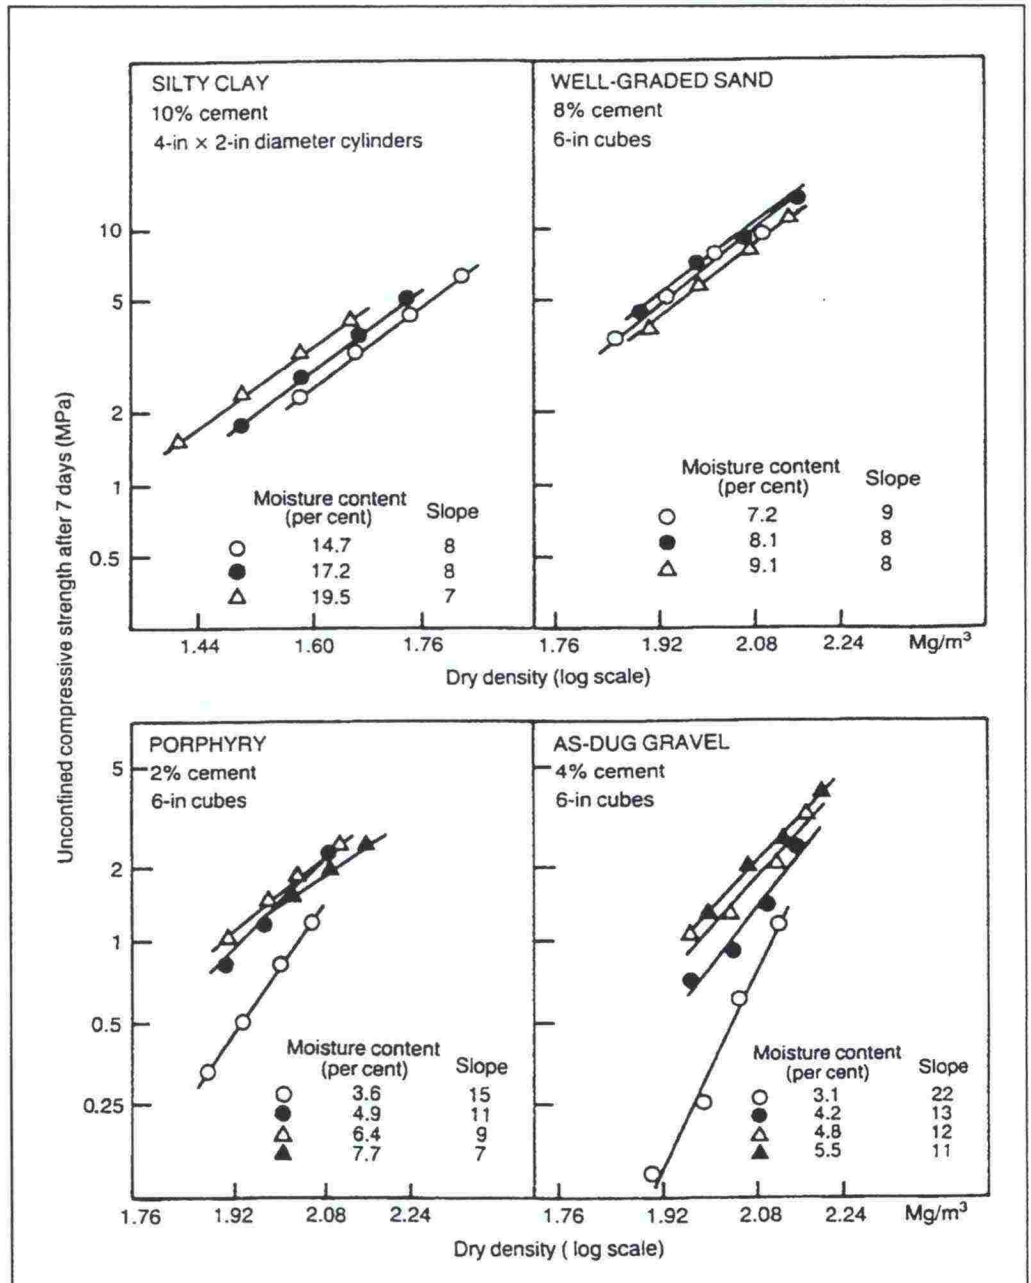 SILTY CLAY
10% cement
4-in × 2-in diameter cylinders
10
5
2
1
0.5
Moisture content
(per cent)
Slope
14.7 8
17.2 8
19.5 7
1.44 1.60 1.76
WELL-GRADED SAND
8% cement
6-in cubes
Moisture content
(per cent)
Slope
7.2 9
8.1 8
9.1 8
1.76 1.92 2.08 2.24 Mg/m³
Dry density (log scale)
Unconfined compressive strength after 7 days (MPa)
PORPHYRY
2% cement
6-in cubes
5
2
1
0.5
0.25
Moisture content
(per cent)
Slope
3.6 15
4.9 11
6.4 9
7.7 7
1.76 1.92 2.08 2.24
AS-DUG GRAVEL
4% cement
6-in cubes
Moisture content
(per cent)
Slope
3.1 22
4.2 13
4.8 12
5.5 11
1.76 1.92 2.08 2.24 Mg/m³
Dry density ( log scale)